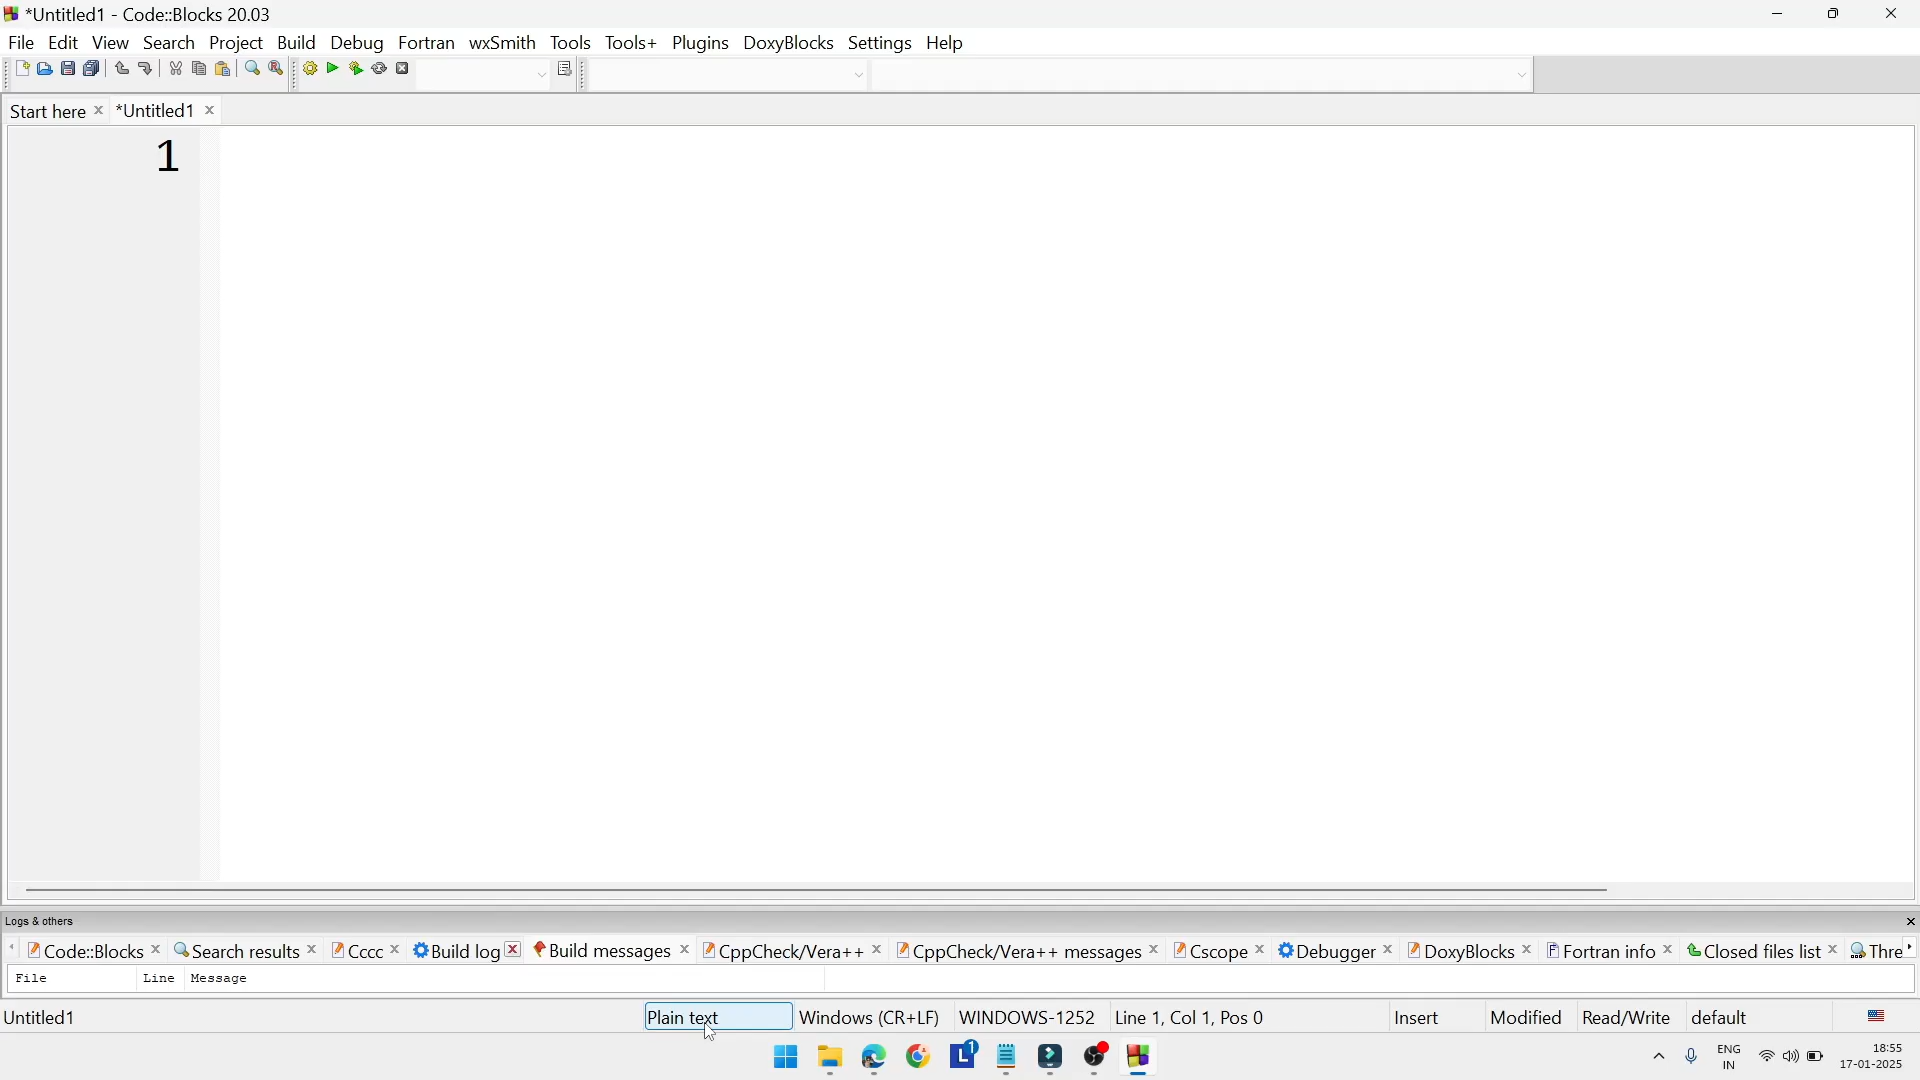 *Untitled1 - Code::Blocks 20.03
File Edit View Search Project Build Debug Fortran wxSmith Tools Tools+ Plugins DoxyBlocks Settings Help
Start here *Untitled1
1
Logs & others
Code::Blocks Search results Cccc Build log Build messages CppCheck/Vera++ CppCheck/Vera++ messages Cscope Debugger DoxyBlocks Fortran info Closed files list Thre
File Line Message
Untitled1 Plain text Windows (CR+LF) WINDOWS-1252 Line 1, Col 1, Pos 0 Insert Modified Read/Write default
L 1 ENG 18:55
IN 17-01-2025